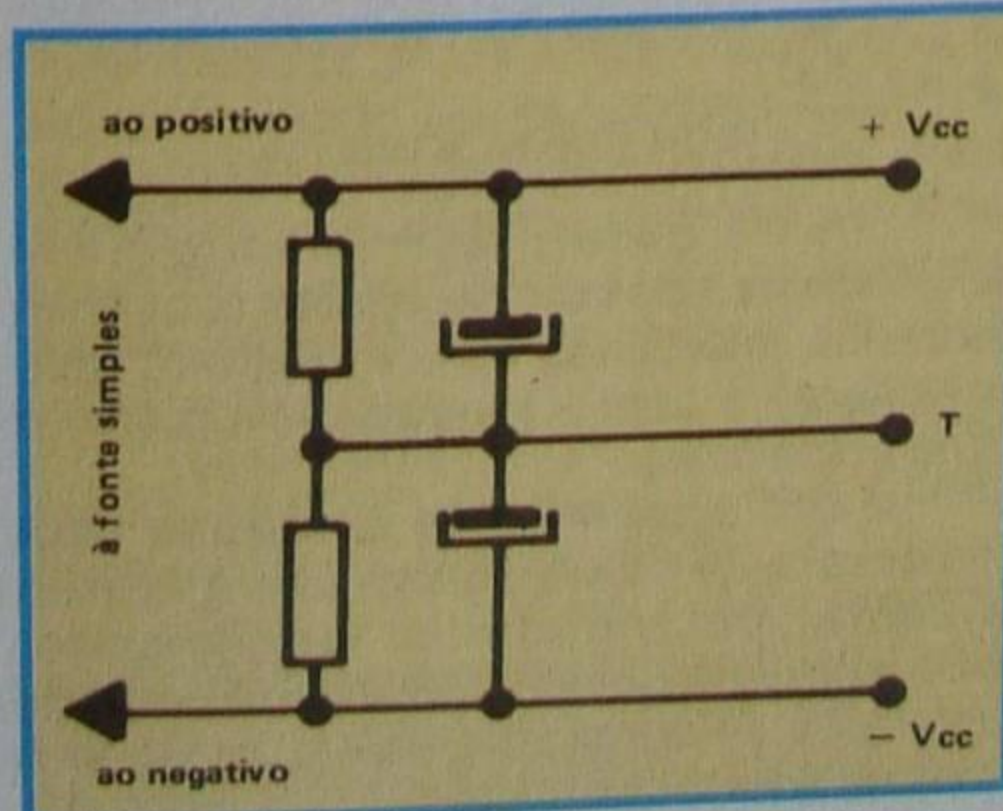 ao positivo
+ Vcc
à fonte simples.
T
− Vcc
ao negativo